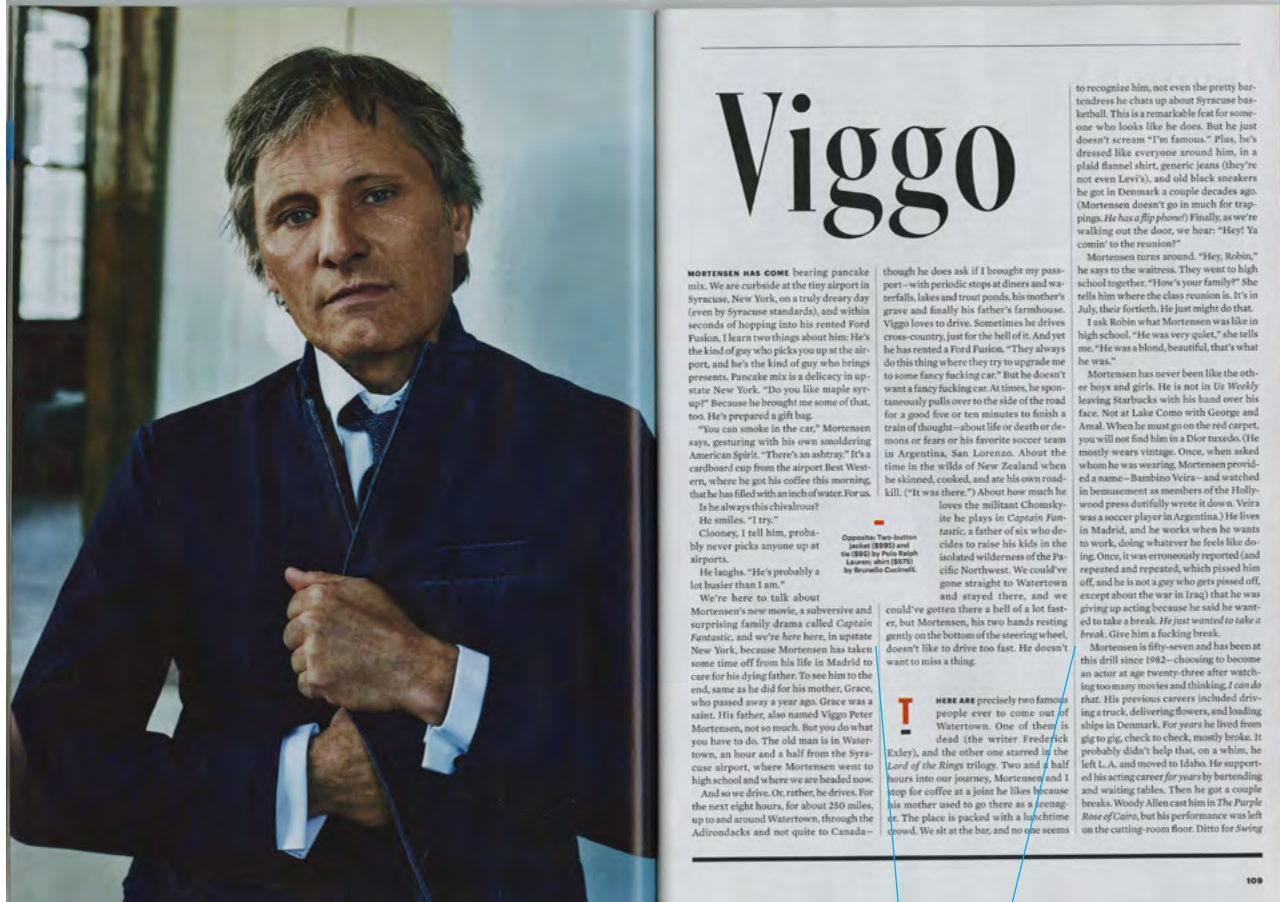 Viggo
MORTENSEN HAS COME bearing pancake
mix. We are curbside at the tiny airport in
Syracuse, New York, on a truly dreary day
(even by Syracuse standards), and within
seconds of hopping into his rented Ford
Fusion, I learn two things about him: He's
the kind of guy who picks you up at the air-
port, and he's the kind of guy who brings
presents. Pancake mix is a delicacy in up-
state New York. "Do you like maple syr-
up?" Because he brought me some of that,
too. He's prepared a gift bag.
"You can smoke in the car," Mortensen
says, gesturing with his own smoldering
American Spirit. "There's an ashtray." It's a
cardboard cup from the airport Best West-
ern, where he got his coffee this morning,
that he has filled with an inch of water. For us.
Is he always this chivalrous?
He smiles. "I try."
Clooney, I tell him, proba-
bly never picks anyone up at
airports.
He laughs. "He's probably a
lot busier than I am."
We're here to talk about
Mortensen's new movie, a subversive and
surprising family drama called Captain
Fantastic, and we're here here, in upstate
New York, because Mortensen has taken
some time off from his life in Madrid to
care for his dying father. To see him to the
end, same as he did for his mother, Grace,
who passed away a year ago. Grace was a
saint. His father, also named Viggo Peter
Mortensen, not so much. But you do what
you have to do. The old man is in Water-
town, an hour and a half from the Syra-
cuse airport, where Mortensen went to
high school and where we are headed now.
And so we drive. Or, rather, he drives. For
the next eight hours, for about 250 miles,
up to and around Watertown, through the
Adirondacks and not quite to Canada—
though he does ask if I brought my pass-
port—with periodic stops at diners and wa-
terfalls, lakes and trout ponds, his mother's
grave and finally his father's farmhouse.
Viggo loves to drive. Sometimes he drives
cross-country, just for the hell of it. And yet
he has rented a Ford Fusion. "They always
do this thing where they try to upgrade me
to some fancy fucking car." But he doesn't
want a fancy fucking car. At times, he spon-
taneously pulls over to the side of the road
for a good five or ten minutes to finish a
train of thought—about life or death or de-
mons or fears or his favorite soccer team
in Argentina, San Lorenzo. About the
time in the wilds of New Zealand when
he skinned, cooked, and ate his own road-
kill. ("It was there.") About how much he
loves the militant Chomsky-
ite he plays in Captain Fan-
tastic, a father of six who de-
cides to raise his kids in the
isolated wilderness of the Pa-
cific Northwest. We could've
gone straight to Watertown
and stayed there, and we
could've gotten there a hell of a lot fast-
er, but Mortensen, his two hands resting
gently on the bottom of the steering wheel,
doesn't like to drive too fast. He doesn't
want to miss a thing.
Opposite: Two-button
jacket ($995) and
tie ($95) by Polo Ralph
Lauren; shirt ($575)
by Brunello Cucinelli.
THERE ARE precisely two famous
people ever to come out of
Watertown. One of them is
dead (the writer Frederick
Exley), and the other one starred in the
Lord of the Rings trilogy. Two and a half
hours into our journey, Mortensen and I
stop for coffee at a joint he likes because
his mother used to go there as a teenag-
er. The place is packed with a lunchtime
crowd. We sit at the bar, and no one seems
to recognize him, not even the pretty bar-
tendress he chats up about Syracuse bas-
ketball. This is a remarkable feat for some-
one who looks like he does. But he just
doesn't scream "I'm famous." Plus, he's
dressed like everyone around him, in a
plaid flannel shirt, generic jeans (they're
not even Levi's), and old black sneakers
he got in Denmark a couple decades ago.
(Mortensen doesn't go in much for trap-
pings. He has a flip phone!) Finally, as we're
walking out the door, we hear: "Hey! Ya
comin' to the reunion?"
Mortensen turns around. "Hey, Robin,"
he says to the waitress. They went to high
school together. "How's your family?" She
tells him where the class reunion is. It's in
July, their fortieth. He just might do that.
I ask Robin what Mortensen was like in
high school. "He was very quiet," she tells
me. "He was a blond, beautiful, that's what
he was."
Mortensen has never been like the oth-
er boys and girls. He is not in Us Weekly
leaving Starbucks with his hand over his
face. Not at Lake Como with George and
Amal. When he must go on the red carpet,
you will not find him in a Dior tuxedo. (He
mostly wears vintage. Once, when asked
whom he was wearing, Mortensen provid-
ed a name—Bambino Veira—and watched
in bemusement as members of the Holly-
wood press dutifully wrote it down. Veira
was a soccer player in Argentina.) He lives
in Madrid, and he works when he wants
to work, doing whatever he feels like do-
ing. Once, it was erroneously reported (and
repeated and repeated, which pissed him
off, and he is not a guy who gets pissed off,
except about the war in Iraq) that he was
giving up acting because he said he want-
ed to take a break. He just wanted to take a
break. Give him a fucking break.
Mortensen is fifty-seven and has been at
this drill since 1982—choosing to become
an actor at age twenty-three after watch-
ing too many movies and thinking, I can do
that. His previous careers included driv-
ing a truck, delivering flowers, and loading
ships in Denmark. For years he lived from
gig to gig, check to check, mostly broke. It
probably didn't help that, on a whim, he
left L.A. and moved to Idaho. He support-
ed his acting career for years by bartending
and waiting tables. Then he got a couple
breaks. Woody Allen cast him in The Purple
Rose of Cairo, but his performance was left
on the cutting-room floor. Ditto for Swing
109